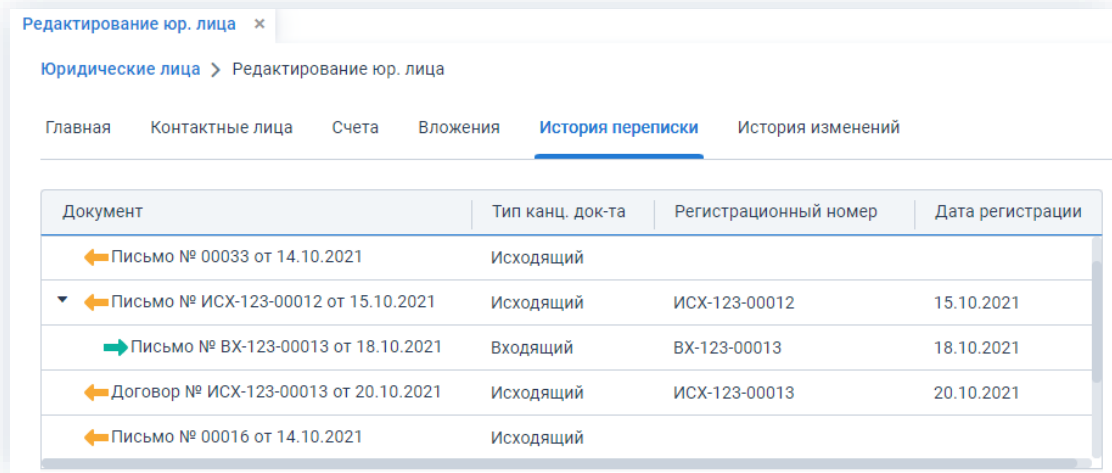 Редактирование юр. лица ×
Юридические лица > Редактирование юр. лица
Главная Контактные лица Счета Вложения История переписки История изменений
Документ Тип канц. док-та Регистрационный номер Дата регистрации
Письмо № 00033 от 14.10.2021 Исходящий
Письмо № ИСХ-123-00012 от 15.10.2021 Исходящий ИСХ-123-00012 15.10.2021
Письмо № ВХ-123-00013 от 18.10.2021 Входящий ВХ-123-00013 18.10.2021
Договор № ИСХ-123-00013 от 20.10.2021 Исходящий ИСХ-123-00013 20.10.2021
Письмо № 00016 от 14.10.2021 Исходящий